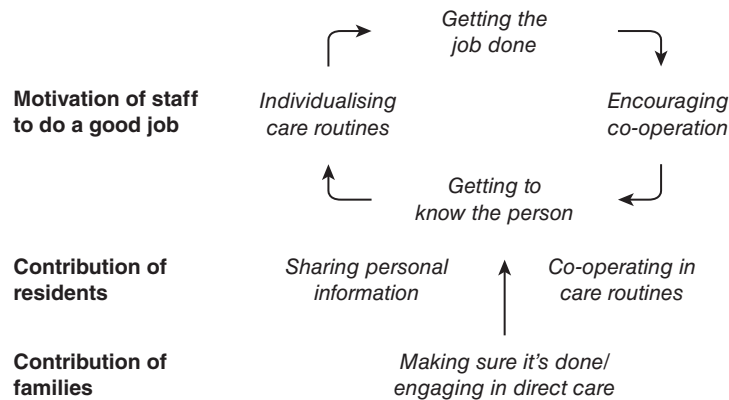 Getting the
job done
Motivation of staff
to do a good job
Individualising
care routines
Encouraging
co-operation
Getting to
know the person
Contribution of
residents
Sharing personal
information
Co-operating in
care routines
Contribution of
families
Making sure it's done/
engaging in direct care